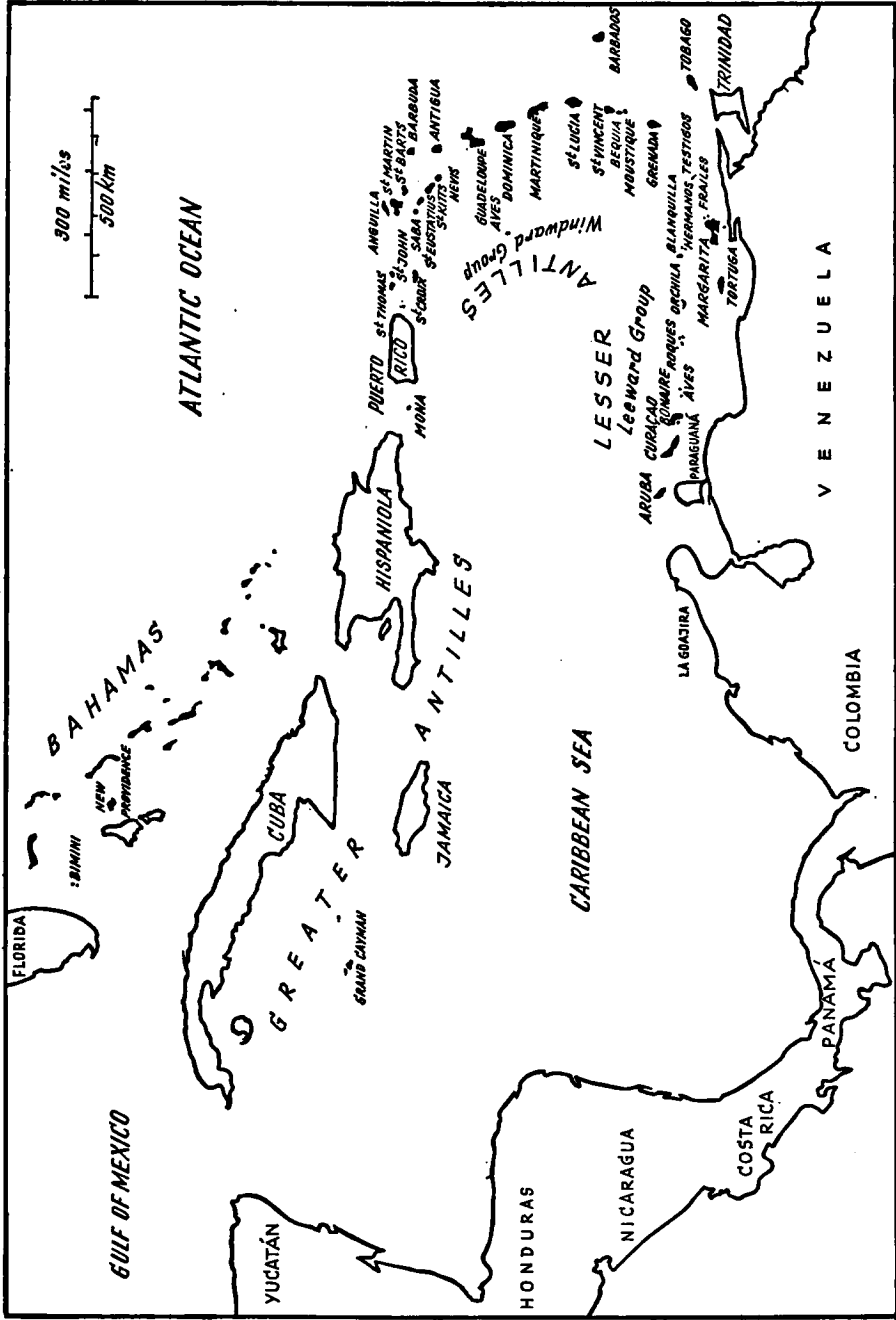 GULF OF MEXICO
FLORIDA
BIMINI
NEW
PROVIDANCE
BAHAMAS
ATLANTIC OCEAN
300 miles
500 km
YUCATÁN
CUBA
GREATER
ANTILLES
GRAND CAYMAN
JAMAICA
HISPANIOLA
MONA
PUERTO
RICO
St THOMAS
St JOHN
St CROIX
ANGUILLA
St MARTIN
St BARTS
SABA
St EUSTATIUS
St KITTS
NEVIS
BARBUDA
ANTIGUA
GUADELOUPE
AVES
DOMINICA
MARTINIQUE
St LUCIA
St VINCENT
BEQUIA
MOUSTIQUE
GRENADA
BARBADOS
TOBAGO
TRINIDAD
LESSER
ANTILLES
Windward Group
Leeward Group
ARUBA
CURAÇAO
BONAIRE
AVES
ROQUES
ORCHILA
BLANQUILLA
HERMANOS
TESTIGOS
MARGARITA
FRAILES
TORTUGA
PARAGUANÁ
CARIBBEAN SEA
HONDURAS
NICARAGUA
COSTA
RICA
PANAMÁ
LA GOAJIRA
COLOMBIA
VENEZUELA